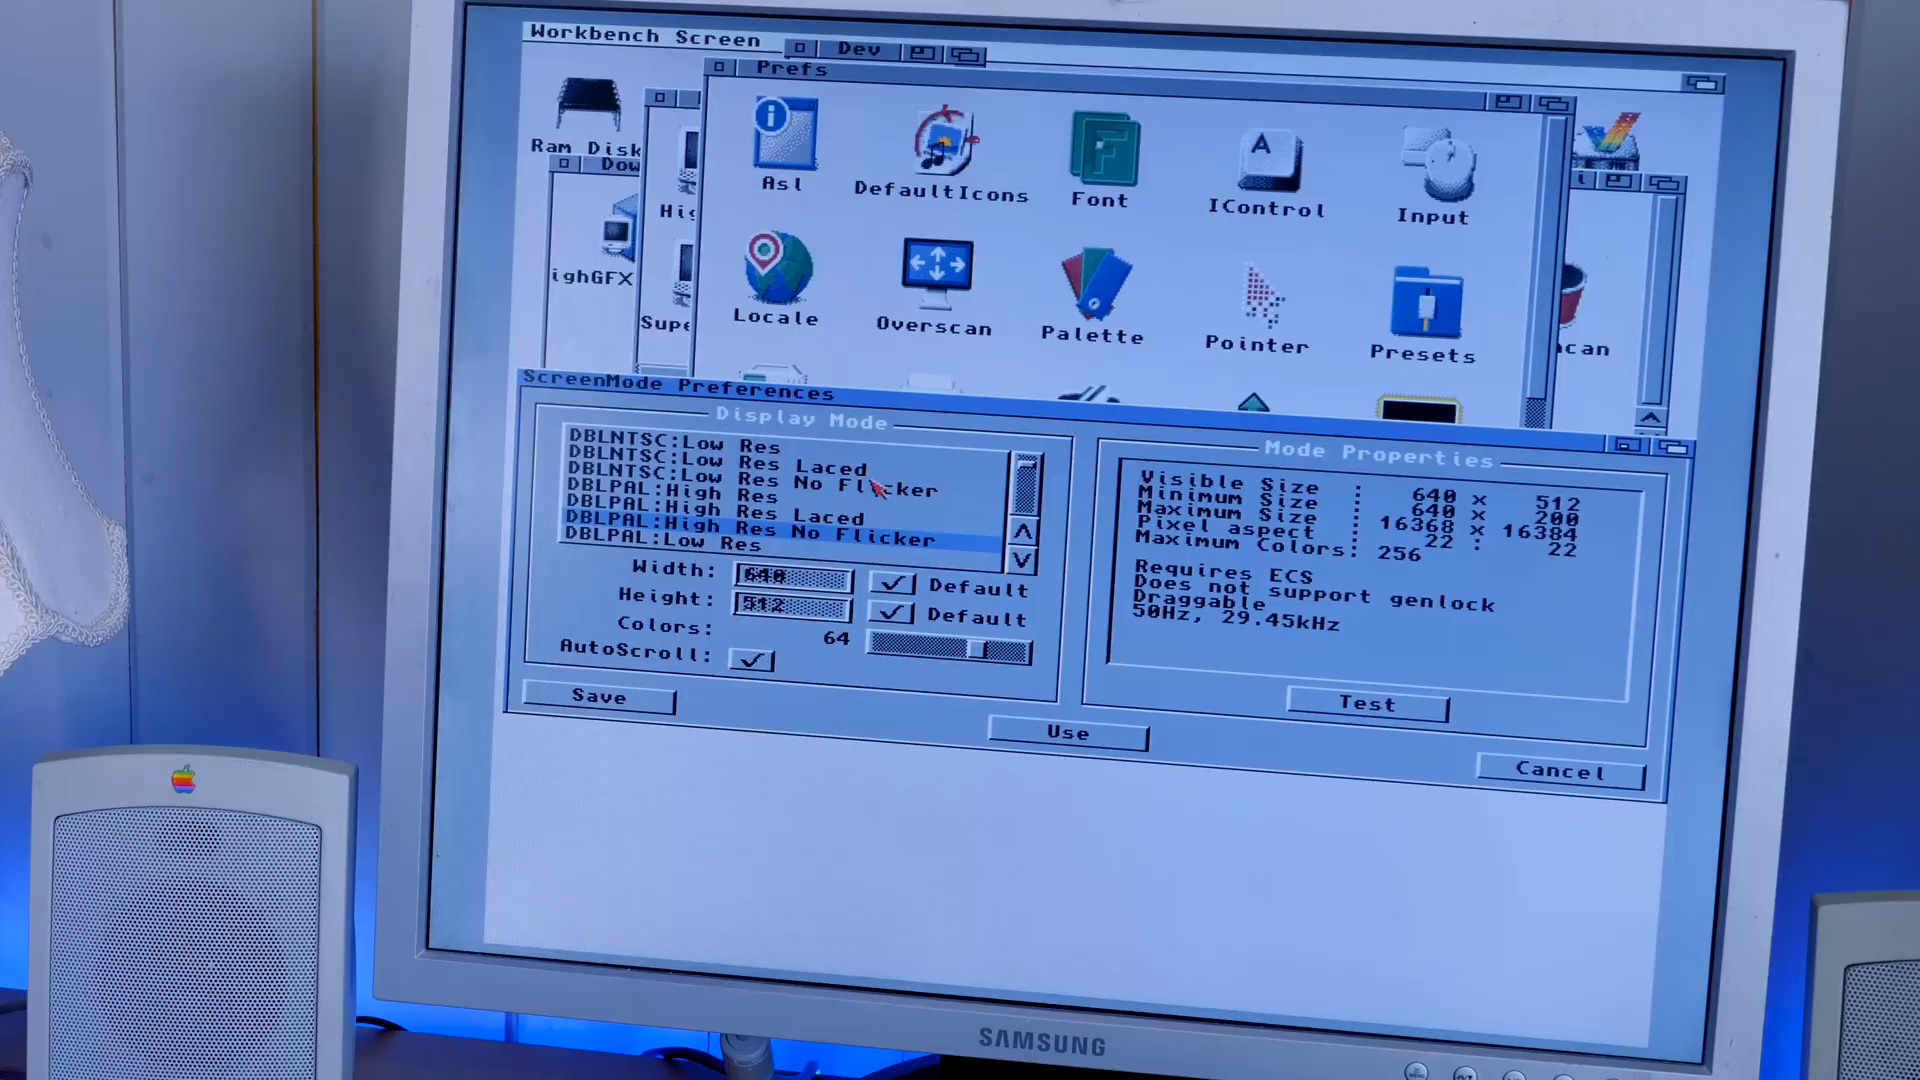 Workbench Screen
Dev
Prefs
Ram Disk
Dow
Asl
DefaultIcons
Font
IControl
Input
ighGFX
Locale
Overscan
Palette
Pointer
Presets
Supe
ScreenMode Preferences
Display Mode
DBLNTSC:Low Res
DBLNTSC:Low Res Laced
DBLNTSC:Low Res No Flicker
DBLPAL:High Res
DBLPAL:High Res Laced
DBLPAL:High Res No Flicker
DBLPAL:Low Res
Width: 640 Default
Height: 512 Default
Colors: 64
AutoScroll:
Save
Use
Mode Properties
Visible Size : 640 x 512
Minimum Size : 640 x 200
Maximum Size : 16368 x 16384
Pixel aspect : 22 : 22
Maximum Colors: 256
Requires ECS
Does not support genlock
Draggable
50Hz, 29.45kHz
Test
Cancel
SAMSUNG